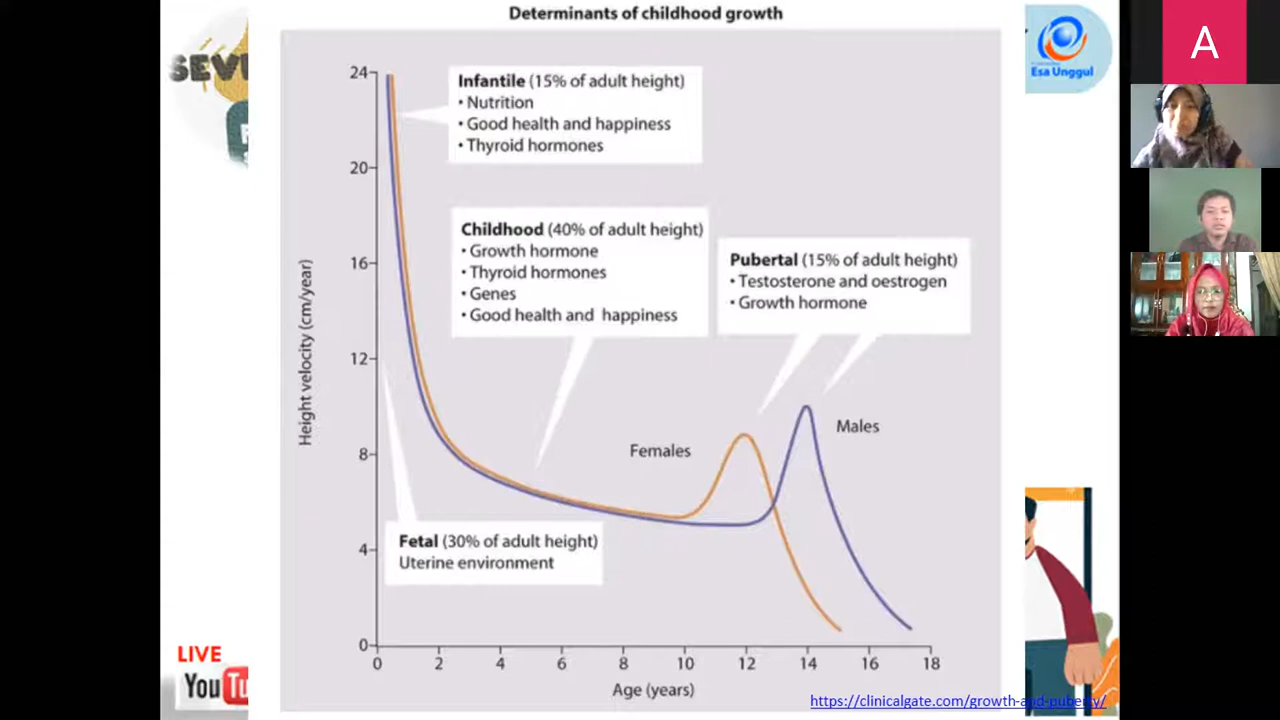 Determinants of childhood growth
SEV
Esa Unggul
A
24
20
16
12
8
4
0
Height velocity (cm/year)
Infantile (15% of adult height)
• Nutrition
• Good health and happiness
• Thyroid hormones
Childhood (40% of adult height)
• Growth hormone
• Thyroid hormones
• Genes
• Good health and happiness
Pubertal (15% of adult height)
• Testosterone and oestrogen
• Growth hormone
Females
Males
Fetal (30% of adult height)
Uterine environment
0 2 4 6 8 10 12 14 16 18
Age (years)
LIVE
YouTu
https://clinicalgate.com/growth-and-puberty/